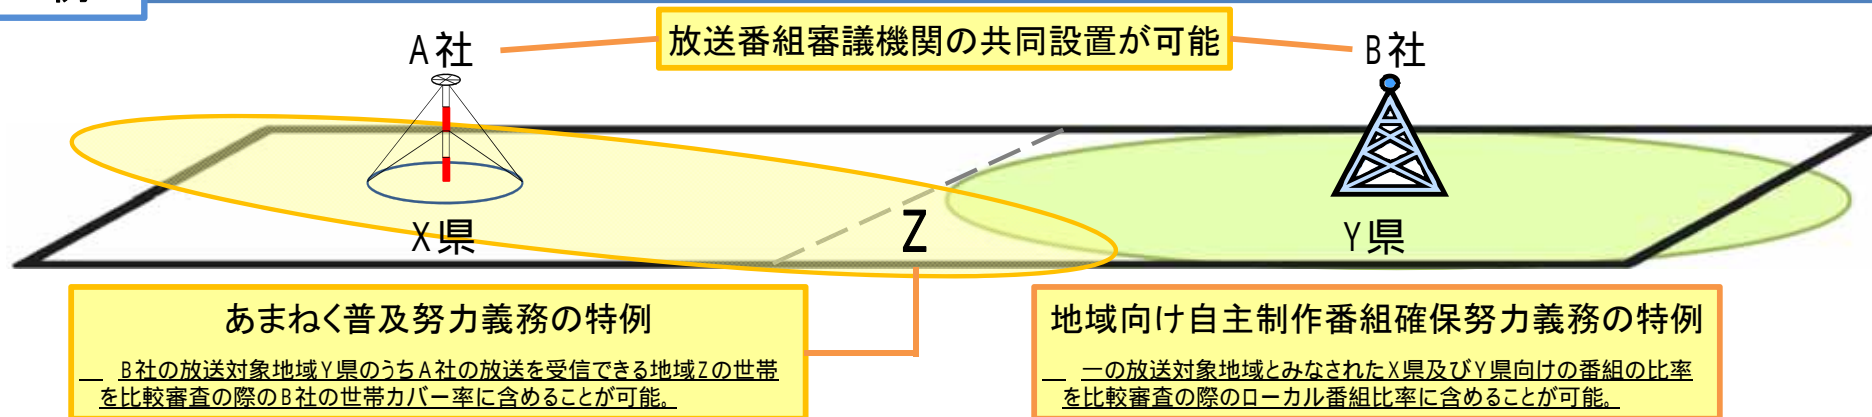 放送番組審議機関の共同設置が可能
A社
B社
X県
Z
Y県
あまねく普及努力義務の特例
B社の放送対象地域Y県のうちA社の放送を受信できる地域Zの世帯
を比較審査の際のB社の世帯カバー率に含めることが可能。
地域向け自主制作番組確保努力義務の特例
一の放送対象地域とみなされたX県及びY県向けの番組の比率
を比較審査の際のローカル番組比率に含めることが可能。